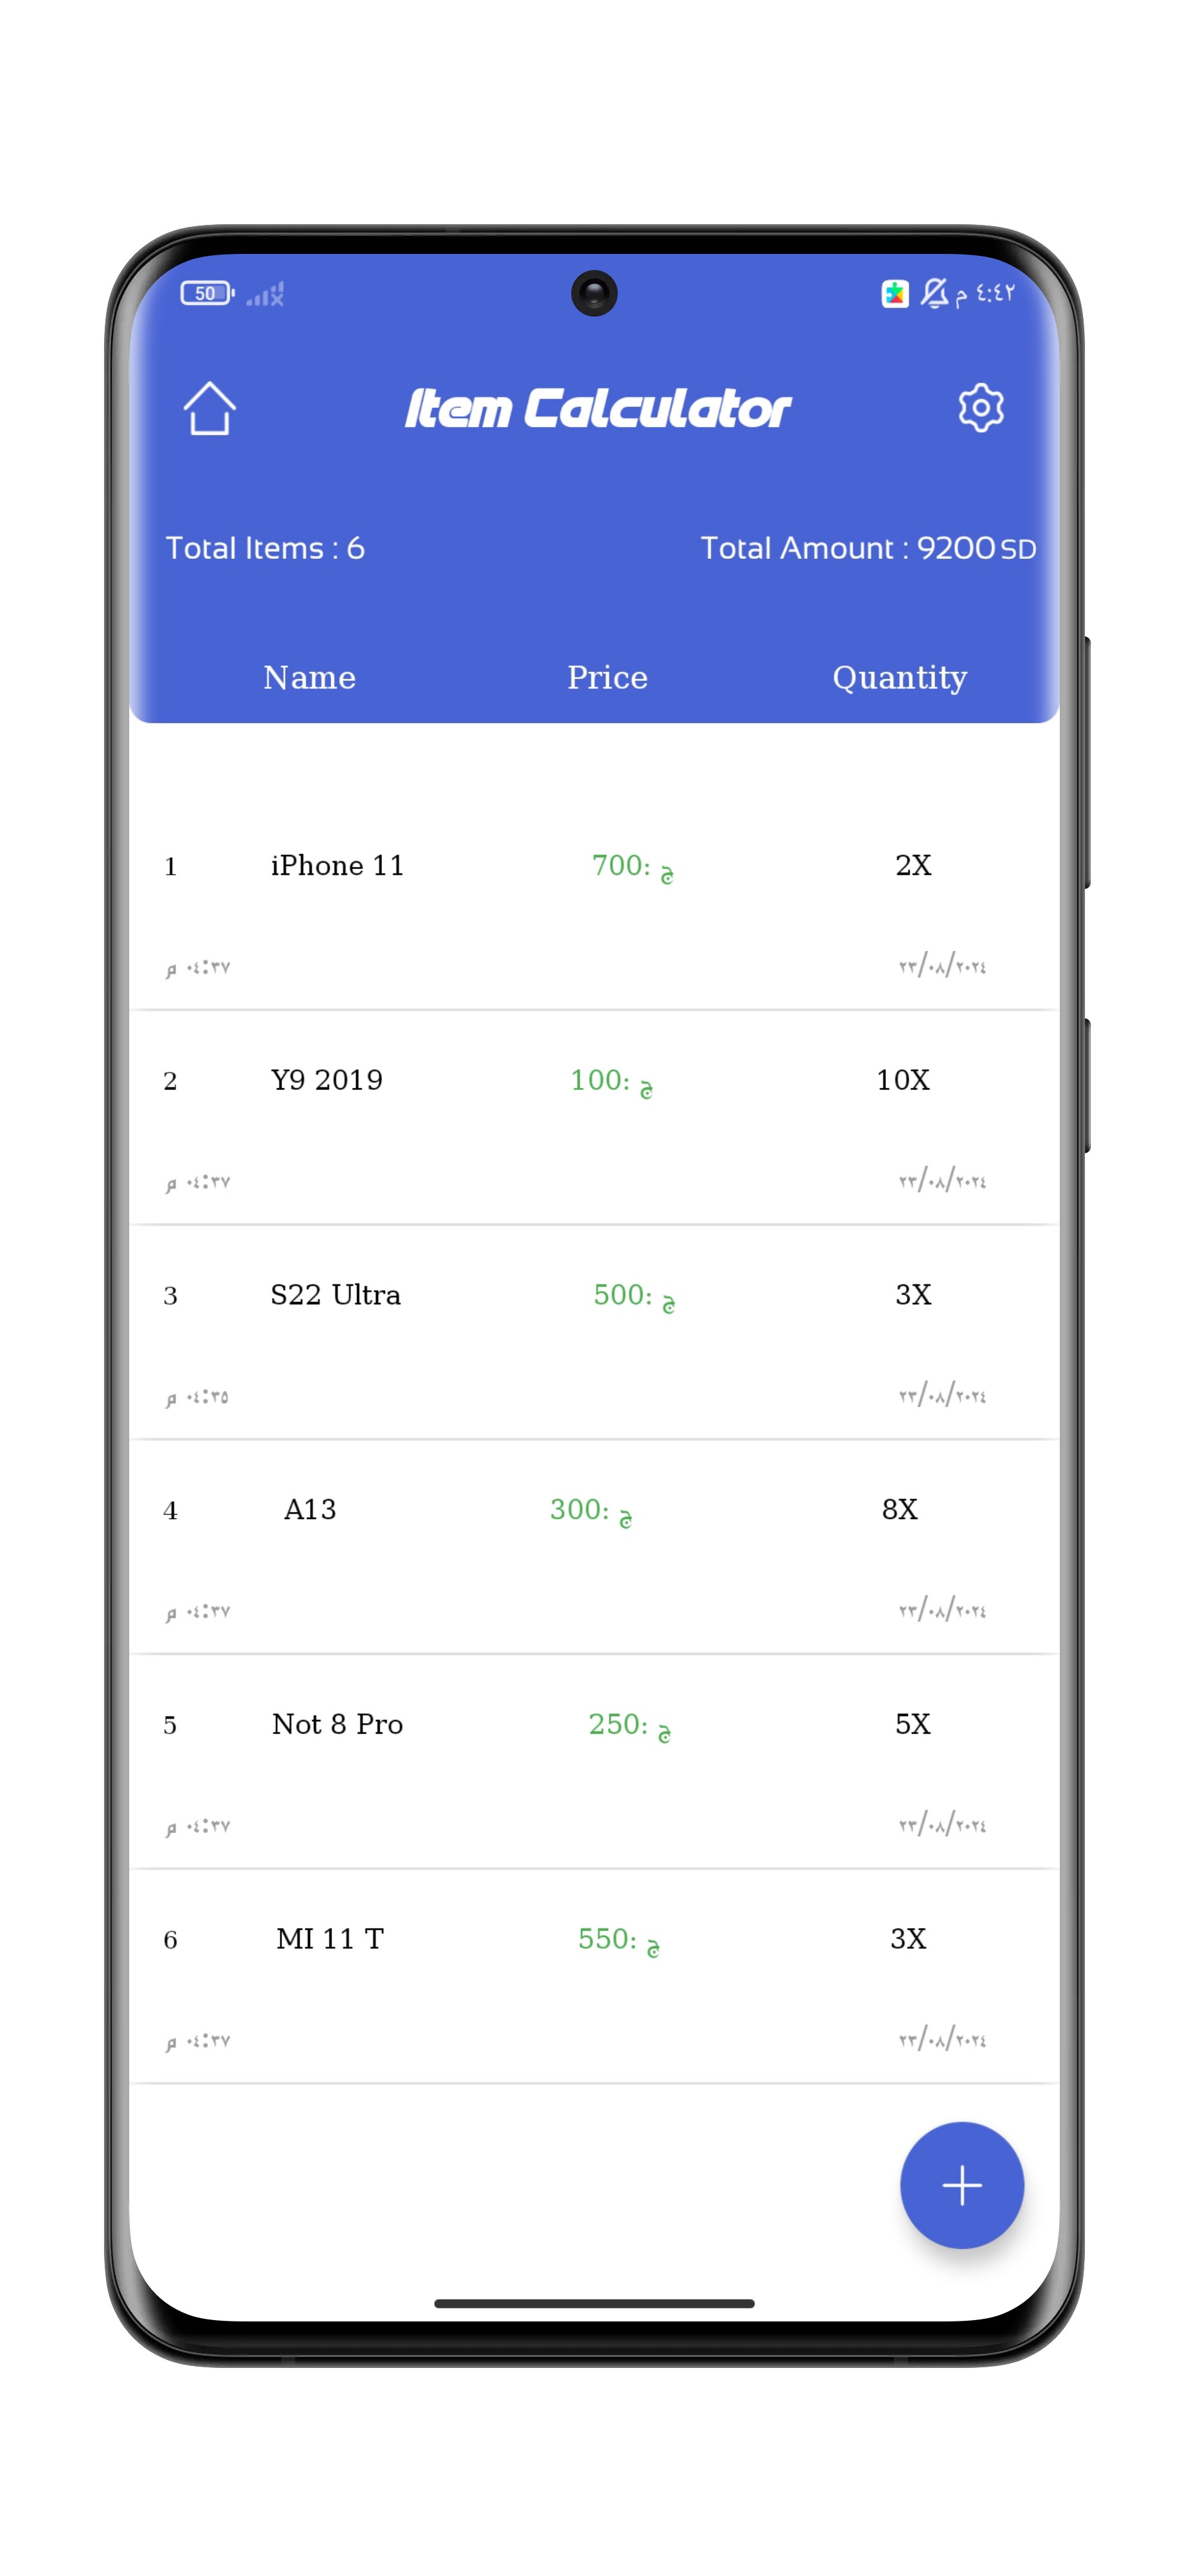 50 م ٤:٤٢
Item Calculator
Total Items : 6 Total Amount : 9200 SD
Name Price Quantity
1 iPhone 11 700: ج 2X
٠٤:٣٧ م ٢٣/٠٨/٢٠٢٤
2 Y9 2019 100: ج 10X
٠٤:٣٧ م ٢٣/٠٨/٢٠٢٤
3 S22 Ultra 500: ج 3X
٠٤:٣٥ م ٢٣/٠٨/٢٠٢٤
4 A13 300: ج 8X
٠٤:٣٧ م ٢٣/٠٨/٢٠٢٤
5 Not 8 Pro 250: ج 5X
٠٤:٣٧ م ٢٣/٠٨/٢٠٢٤
6 MI 11 T 550: ج 3X
٠٤:٣٧ م ٢٣/٠٨/٢٠٢٤